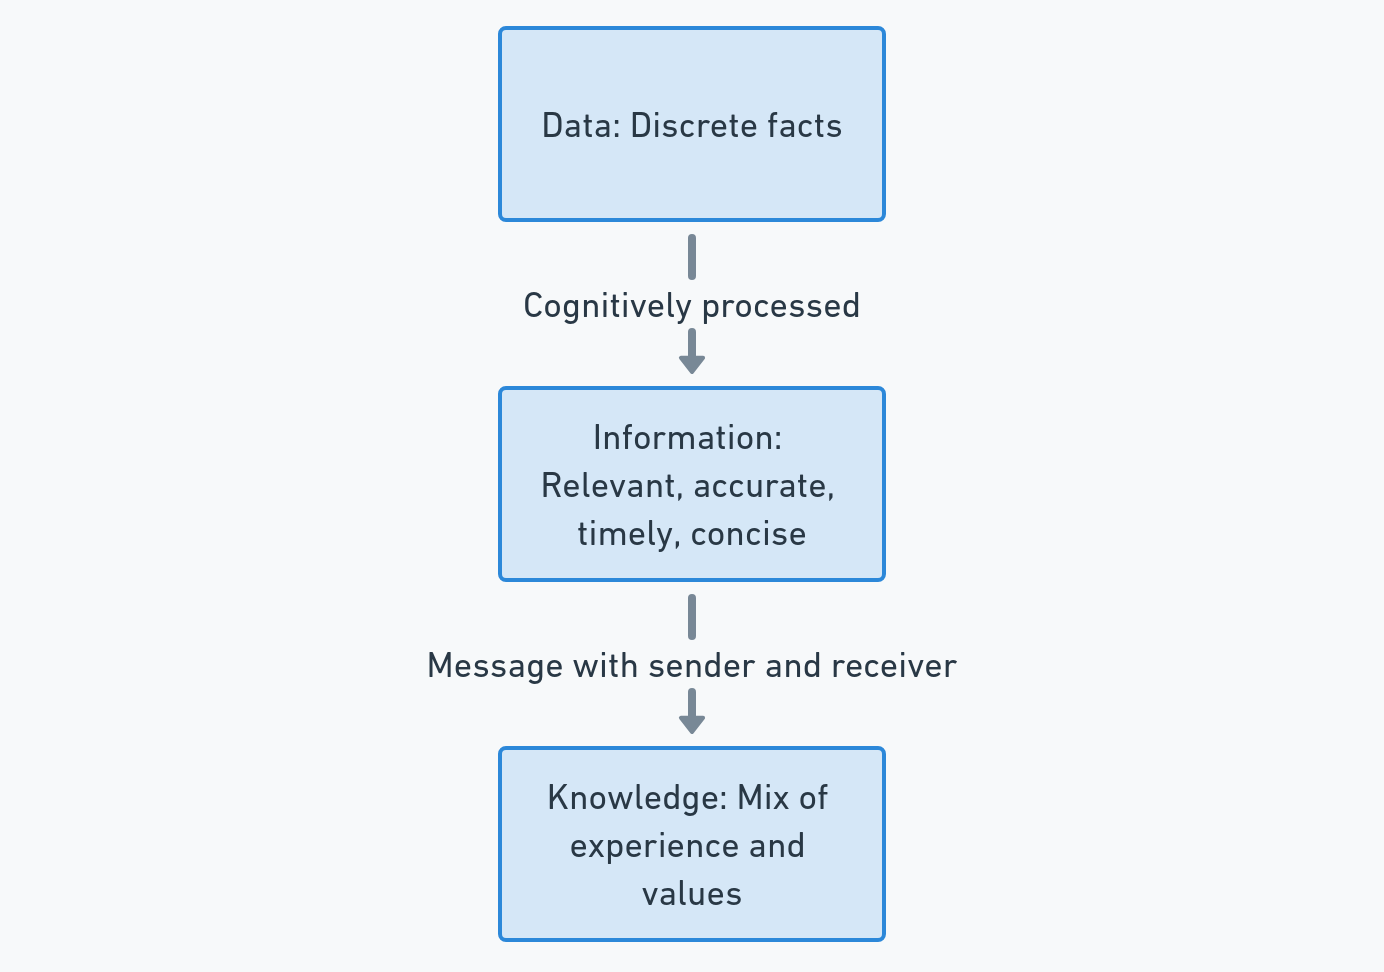 Data: Discrete facts
Cognitively processed
Information:
Relevant, accurate,
timely, concise
Message with sender and receiver
Knowledge: Mix of
experience and
values